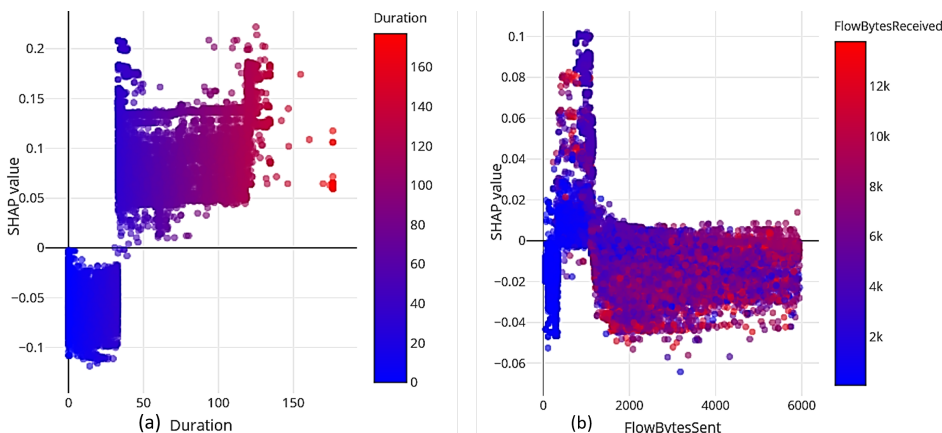 Duration
0.2
0.15
0.1
0.05
0
−0.05
−0.1
SHAP value
0
50
100
150
(a) Duration
160
140
120
100
80
60
40
20
0
FlowBytesReceived
0.1
0.08
0.06
0.04
0.02
0
−0.02
−0.04
−0.06
SHAP value
0
2000
4000
6000
(b) FlowBytesSent
12k
10k
8k
6k
4k
2k